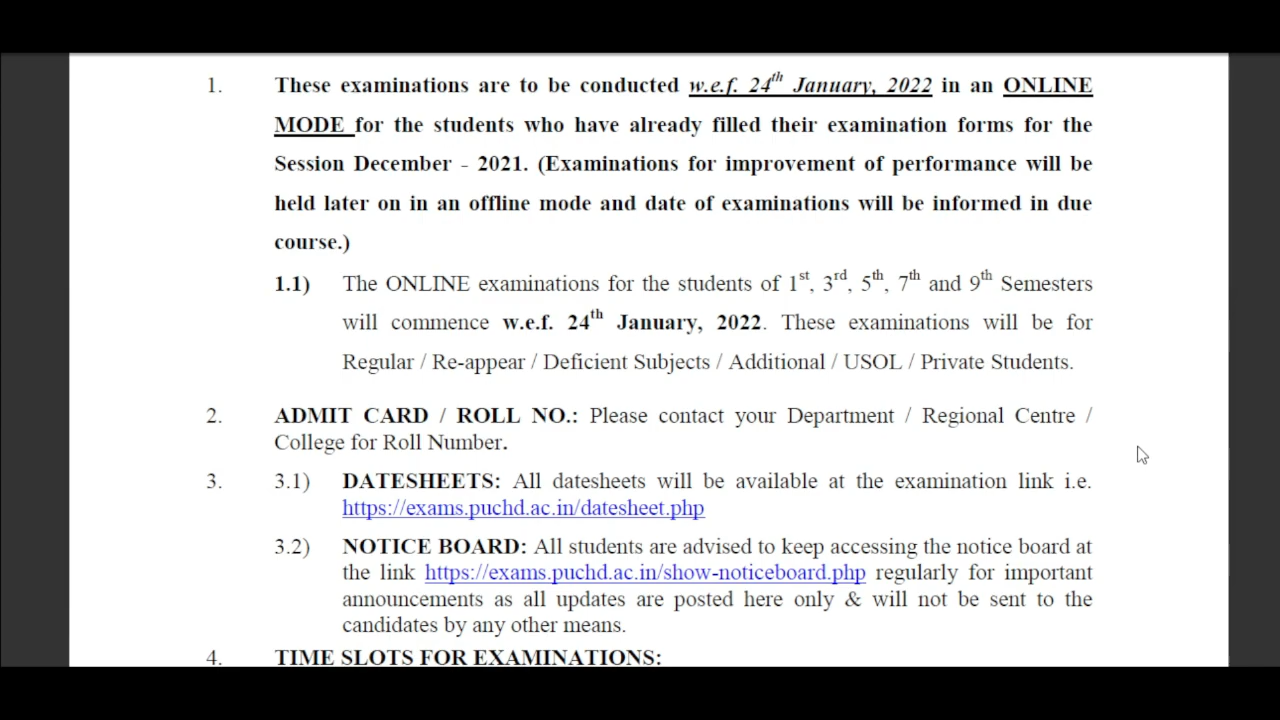 1. These examinations are to be conducted w.e.f. 24th January, 2022 in an ONLINE
MODE for the students who have already filled their examination forms for the
Session December - 2021. (Examinations for improvement of performance will be
held later on in an offline mode and date of examinations will be informed in due
course.)
1.1) The ONLINE examinations for the students of 1st, 3rd, 5th, 7th and 9th Semesters
will commence w.e.f. 24th January, 2022. These examinations will be for
Regular / Re-appear / Deficient Subjects / Additional / USOL / Private Students.
2. ADMIT CARD / ROLL NO.: Please contact your Department / Regional Centre /
College for Roll Number.
3. 3.1) DATESHEETS: All datesheets will be available at the examination link i.e.
https://exams.puchd.ac.in/datesheet.php
3.2) NOTICE BOARD: All students are advised to keep accessing the notice board at
the link https://exams.puchd.ac.in/show-noticeboard.php regularly for important
announcements as all updates are posted here only & will not be sent to the
candidates by any other means.
4. TIME SLOTS FOR EXAMINATIONS: